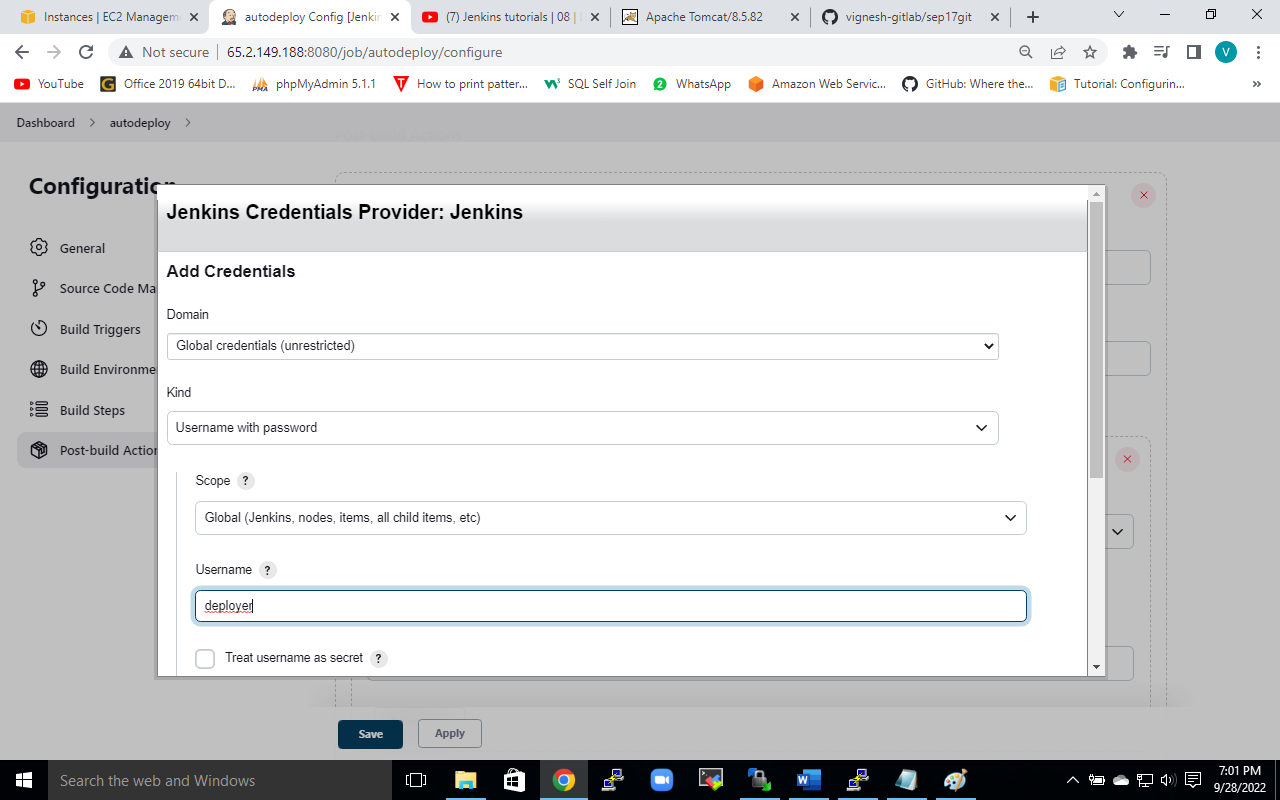 Instances | EC2 Managem
autodeploy Config [Jenkin
(7) Jenkins tutorials | 08 |
Apache Tomcat/8.5.82
vignesh-gitlab/sep17git
Not secure
65.2.149.188:8080/job/autodeploy/configure
V
YouTube
Office 2019 64bit D...
phpMyAdmin 5.1.1
How to print patter...
SQL Self Join
WhatsApp
Amazon Web Servic...
GitHub: Where the...
Tutorial: Configurin...
»
Dashboard
autodeploy
Configuration
General
Source Code Ma
Build Triggers
Build Environme
Build Steps
Post-build Action
Jenkins Credentials Provider: Jenkins
Add Credentials
Domain
Global credentials (unrestricted)
Kind
Username with password
Scope ?
Global (Jenkins, nodes, items, all child items, etc)
Username ?
deployer
Treat username as secret ?
Save
Apply
Search the web and Windows
7:01 PM
9/28/2022